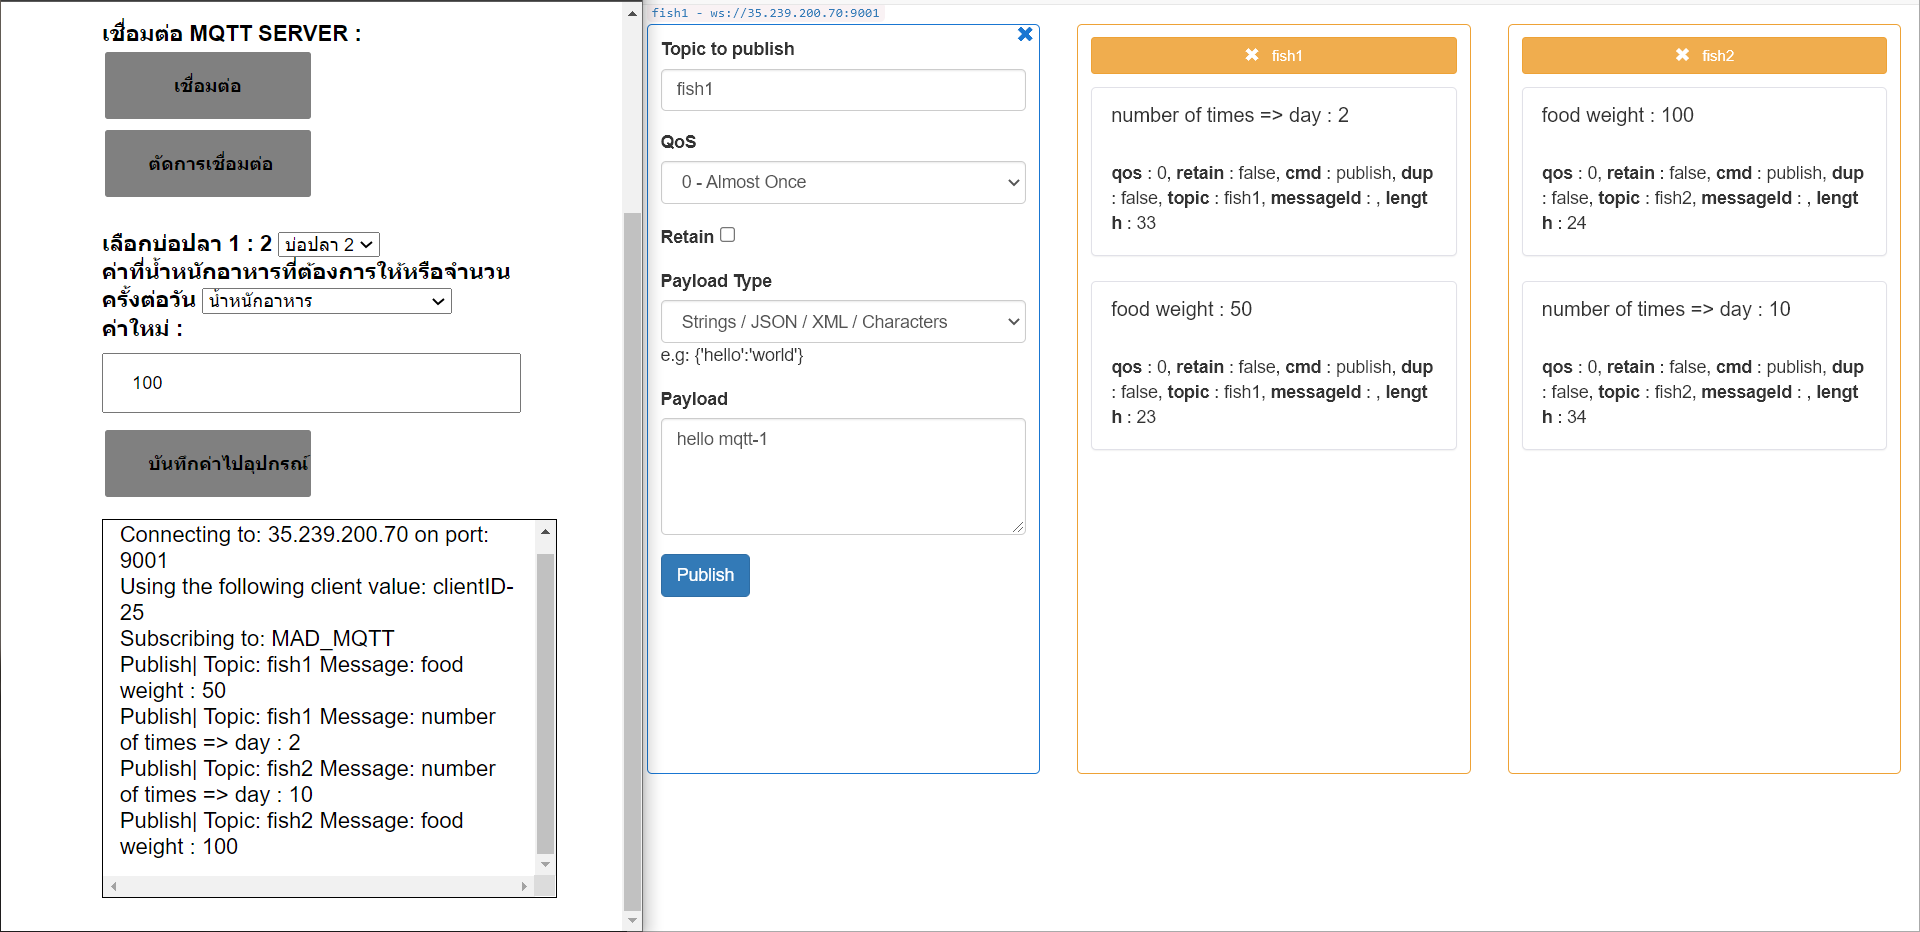 เชื่อมต่อ MQTT SERVER :
เชื่อมต่อ
ตัดการเชื่อมต่อ
เลือกบ่อปลา 1 : 2 บ่อปลา 2
ค่าที่น้ำหนักอาหารที่ต้องการให้หรือจำนวน
ครั้งต่อวัน น้ำหนักอาหาร
ค่าใหม่ :
100
บันทึกค่าไปอุปกรณ์
Connecting to: 35.239.200.70 on port:
9001
Using the following client value: clientID-
25
Subscribing to: MAD_MQTT
Publish| Topic: fish1 Message: food
weight : 50
Publish| Topic: fish1 Message: number
of times => day : 2
Publish| Topic: fish2 Message: number
of times => day : 10
Publish| Topic: fish2 Message: food
weight : 100
fish1 - ws://35.239.200.70:9001
Topic to publish
fish1
QoS
0 - Almost Once
Retain
Payload Type
Strings / JSON / XML / Characters
e.g: {'hello':'world'}
Payload
hello mqtt-1
Publish
✖ fish1
number of times => day : 2
qos : 0, retain : false, cmd : publish, dup
: false, topic : fish1, messageId : , lengt
h : 33
food weight : 50
qos : 0, retain : false, cmd : publish, dup
: false, topic : fish1, messageId : , lengt
h : 23
✖ fish2
food weight : 100
qos : 0, retain : false, cmd : publish, dup
: false, topic : fish2, messageId : , lengt
h : 24
number of times => day : 10
qos : 0, retain : false, cmd : publish, dup
: false, topic : fish2, messageId : , lengt
h : 34